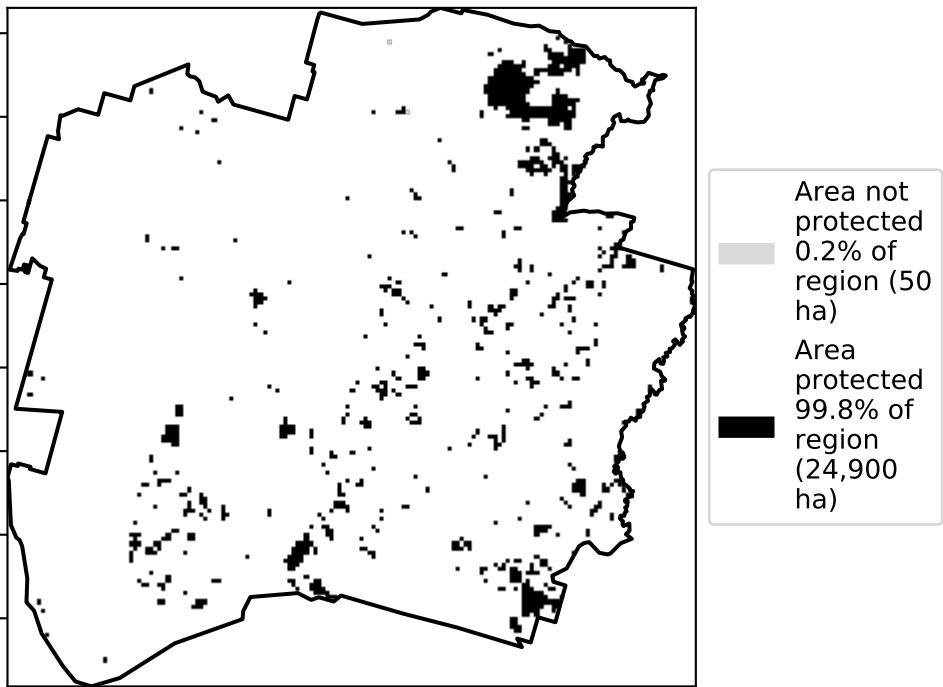 Area not
protected
0.2% of
region (50
ha)
Area
protected
99.8% of
region
(24,900
ha)